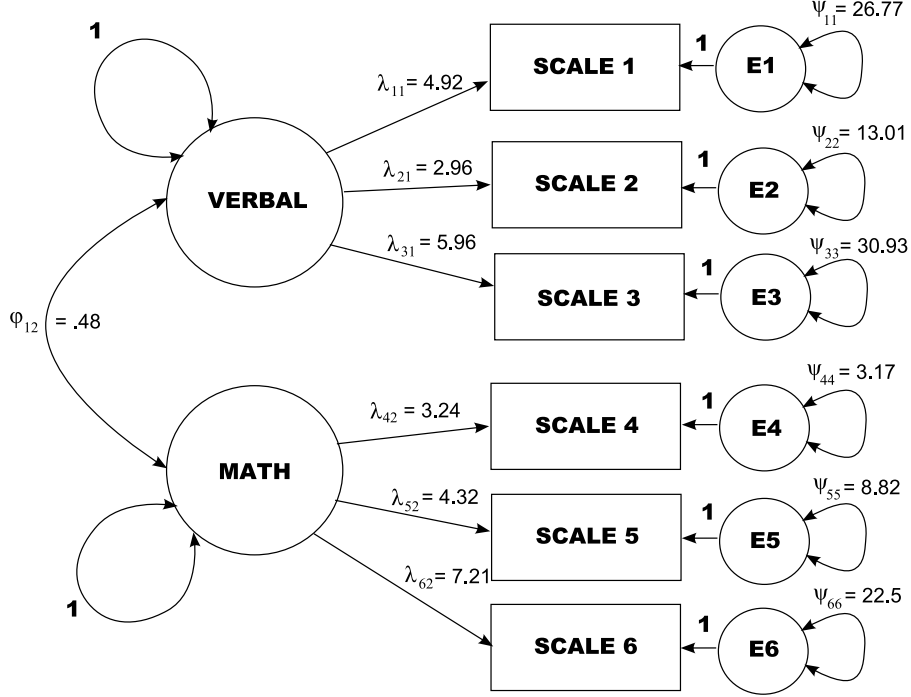 1
VERBAL
λ11 = 4.92
SCALE 1
1
E1
ψ11 = 26.77
λ21 = 2.96
SCALE 2
1
E2
ψ22 = 13.01
λ31 = 5.96
SCALE 3
1
E3
ψ33 = 30.93
φ12 = .48
MATH
1
λ42 = 3.24
SCALE 4
1
E4
ψ44 = 3.17
λ52 = 4.32
SCALE 5
1
E5
ψ55 = 8.82
λ62 = 7.21
SCALE 6
1
E6
ψ66 = 22.5